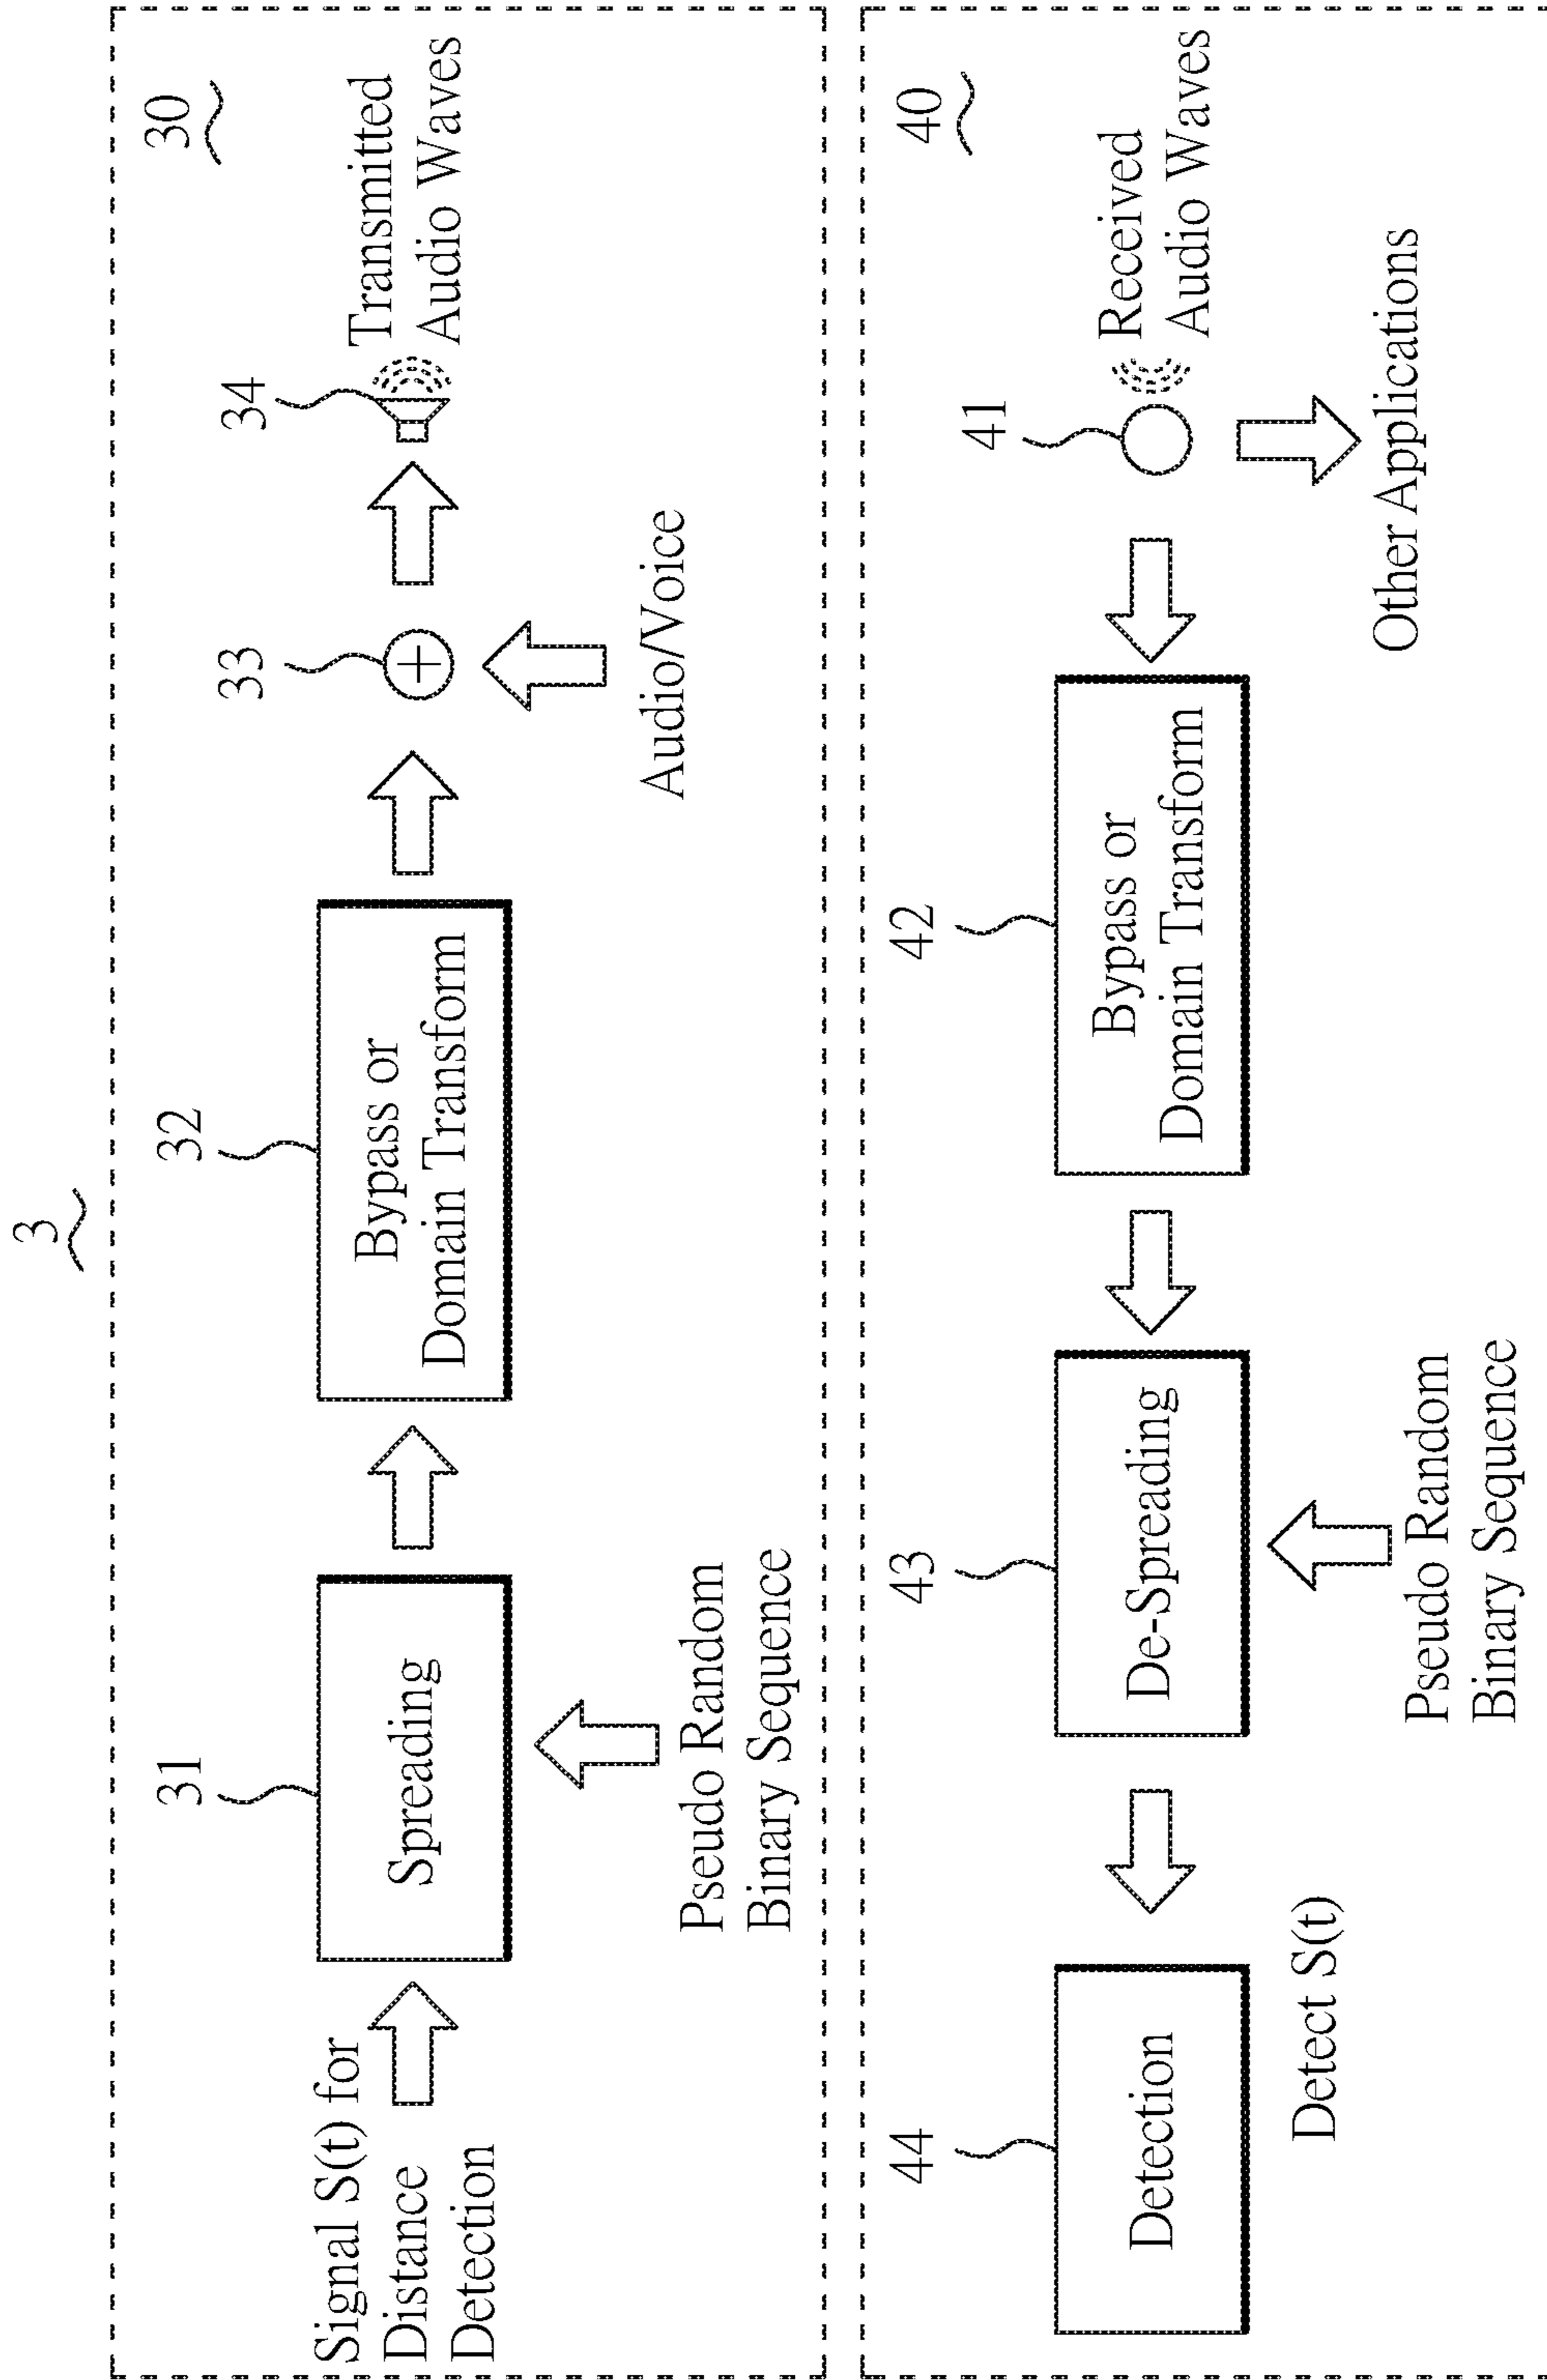 3
30
31
32
33
34
Signal S(t) for
Distance
Detection
Spreading
Bypass or
Domain Transform
Transmitted
Audio Waves
Pseudo Random
Binary Sequence
Audio/Voice
40
44
43
42
41
Detection
De-Spreading
Bypass or
Domain Transform
Received
Audio Waves
Detect S(t)
Pseudo Random
Binary Sequence
Other Applications